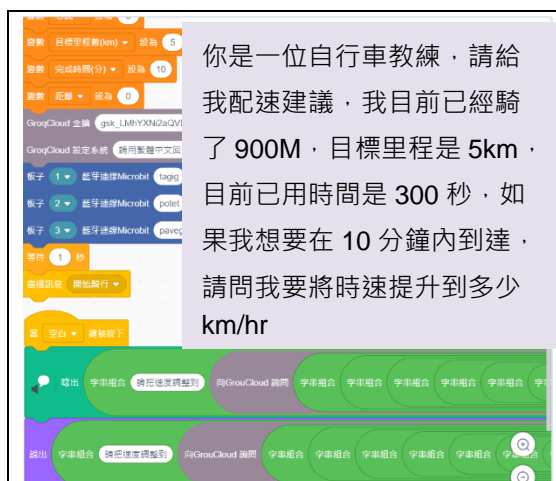 變數 目標里程數(km) 設為 5
變數 完成時間(分) 設為 10
變數 距離 設為 0
GroqCloud 金鑰 gsk_LMhYXNi2aQV
GroqCloud 設定系統 請用繁體中文回
板子 1 藍牙連線Microbit tagig
板子 2 藍牙連線Microbit potet
板子 3 藍牙連線Microbit paveg
等待 1 秒
廣播訊息 開始騎行
當 空白 鍵被按下
唸出 字串組合 請把速度調整到 向GrouCloud 詢問 字串組合 字串組合 字串組合 字串組合 字串組合
說出 字串組合 請把速度調整到 向GrouCloud 詢問 字串組合 字串組合 字串組合 字串組合
你是一位自行車教練，請給
我配速建議，我目前已經騎
了 900M，目標里程是 5km，
目前已用時間是 300 秒，如
果我想要在 10 分鐘內到達，
請問我要將時速提升到多少
km/hr